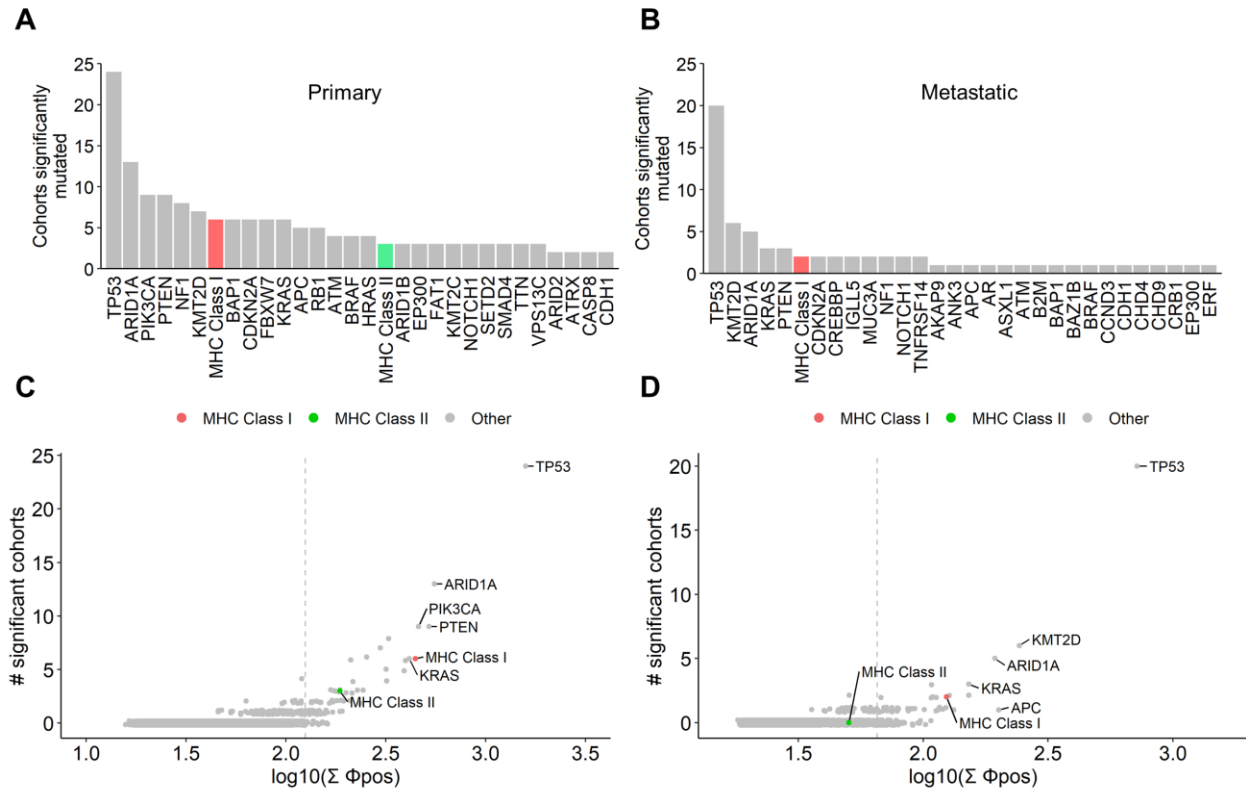 A
Primary
Cohorts significantly
mutated
25
20
15
10
5
0
TP53
ARID1A
PIK3CA
PTEN
NF1
KMT2D
MHC Class I
BAP1
CDKN2A
FBXW7
KRAS
APC
RB1
ATM
BRAF
HRAS
MHC Class II
ARID1B
EP300
FAT1
KMT2C
NOTCH1
SETD2
SMAD4
TTN
VPS13C
ARID2
ATRX
CASP8
CDH1
B
Metastatic
Cohorts significantly
mutated
25
20
15
10
5
0
TP53
KMT2D
ARID1A
KRAS
PTEN
MHC Class I
CDKN2A
CREBBP
IGLL5
MUC3A
NF1
NOTCH1
TNFRSF14
AKAP9
ANK3
APC
AR
ASXL1
ATM
B2M
BAP1
BAZ1B
BRAF
CCND3
CDH1
CHD4
CHD9
CRB1
EP300
ERF
C
MHC Class I MHC Class II Other
# significant cohorts
25
20
15
10
5
0
TP53
ARID1A
PIK3CA
PTEN
MHC Class I
KRAS
MHC Class II
1.0 1.5 2.0 2.5 3.0 3.5
log10(Σ Φpos)
D
MHC Class I MHC Class II Other
# significant cohorts
20
15
10
5
0
TP53
KMT2D
ARID1A
MHC Class II
KRAS
APC
MHC Class I
1.5 2.0 2.5 3.0
log10(Σ Φpos)